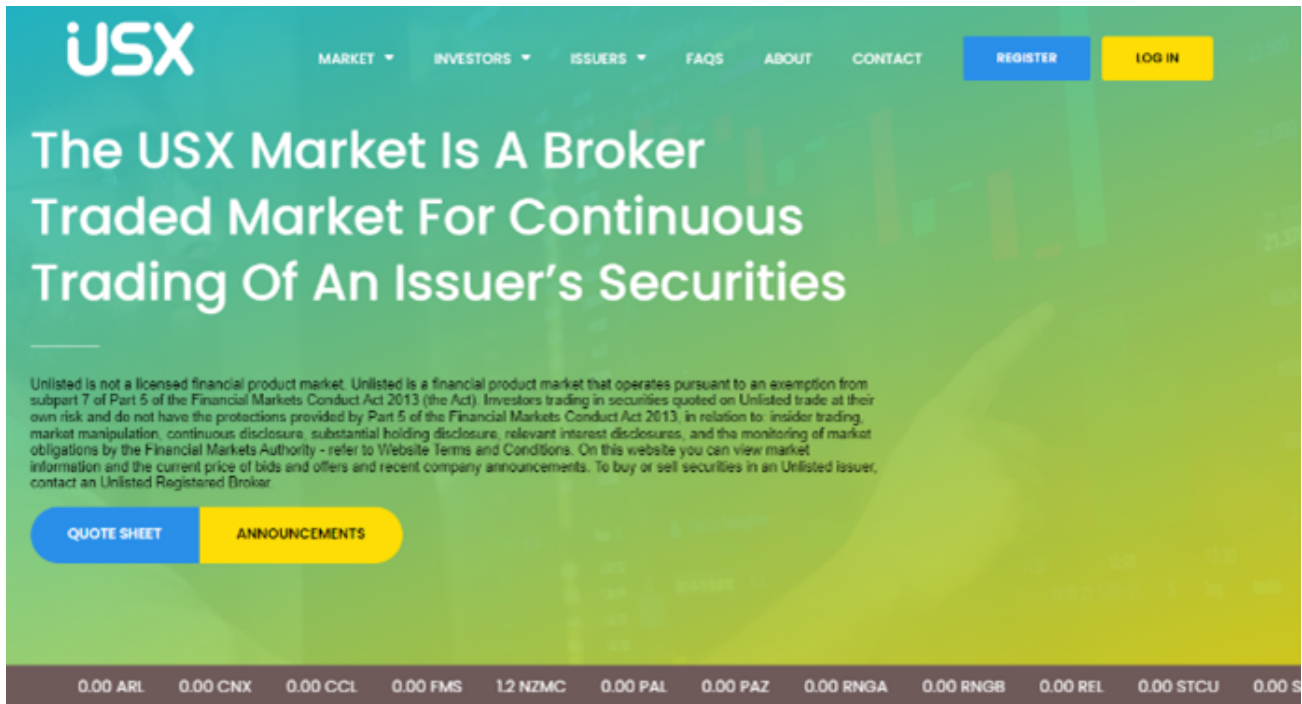 USX
MARKET INVESTORS ISSUERS FAQS ABOUT CONTACT REGISTER LOG IN
The USX Market Is A Broker
Traded Market For Continuous
Trading Of An Issuer's Securities
Unlisted is not a licensed financial product market. Unlisted is a financial product market that operates pursuant to an exemption from
subpart 7 of Part 5 of the Financial Markets Conduct Act 2013 (the Act). Investors trading in securities quoted on Unlisted trade at their
own risk and do not have the protections provided by Part 5 of the Financial Markets Conduct Act 2013, in relation to: insider trading,
market manipulation, continuous disclosure, substantial holding disclosure, relevant interest disclosures, and the monitoring of market
obligations by the Financial Markets Authority - refer to Website Terms and Conditions. On this website you can view market
information and the current price of bids and offers and recent company announcements. To buy or sell securities in an Unlisted issuer,
contact an Unlisted Registered Broker.
QUOTE SHEET ANNOUNCEMENTS
0.00 ARL 0.00 CNX 0.00 CCL 0.00 FMS 1.2 NZMC 0.00 PAL 0.00 PAZ 0.00 RNGA 0.00 RNGB 0.00 REL 0.00 STCU 0.00 S